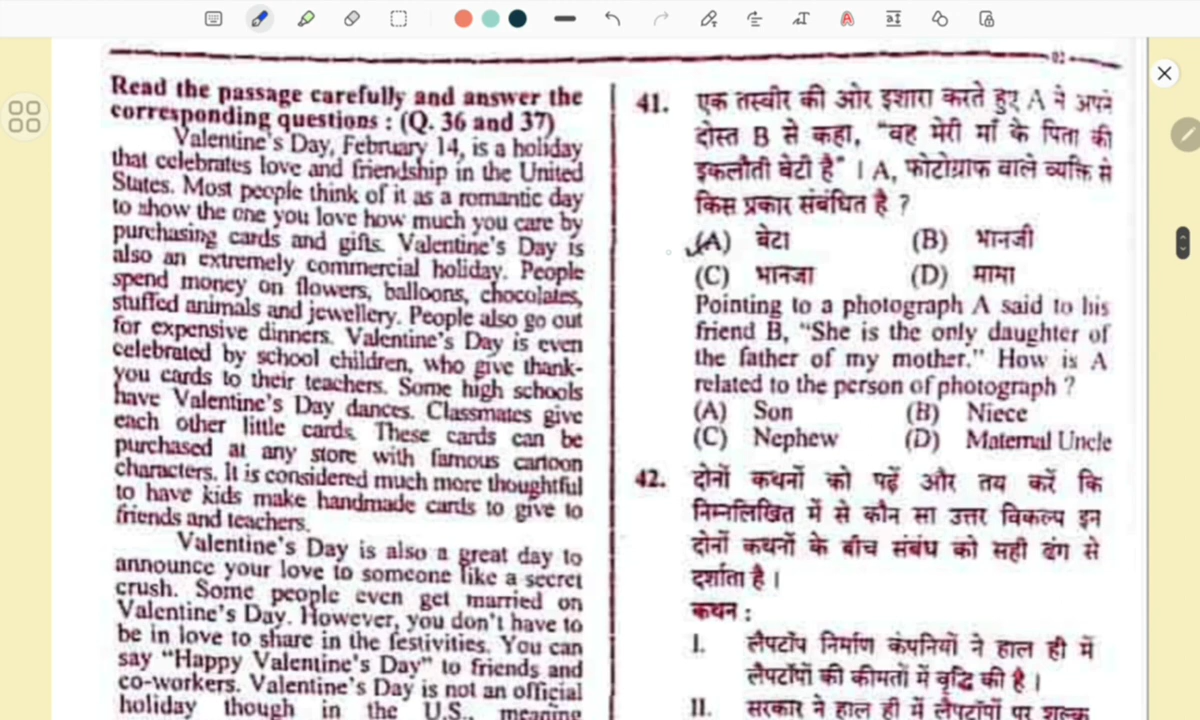 Read the passage carefully and answer the
corresponding questions : (Q. 36 and 37)
Valentine's Day, February 14, is a holiday
that celebrates love and friendship in the United
States. Most people think of it as a romantic day
to show the one you love how much you care by
purchasing cards and gifts. Valentine's Day is
also an extremely commercial holiday. People
spend money on flowers, balloons, chocolates,
stuffed animals and jewellery. People also go out
for expensive dinners. Valentine's Day is even
celebrated by school children, who give thank-
you cards to their teachers. Some high schools
have Valentine's Day dances. Classmates give
each other little cards. These cards can be
purchased at any store with famous cartoon
characters. It is considered much more thoughtful
to have kids make handmade cards to give to
friends and teachers.
Valentine's Day is also a great day to
announce your love to someone like a secret
crush. Some people even get married on
Valentine's Day. However, you don't have to
be in love to share in the festivities. You can
say "Happy Valentine's Day" to friends and
co-workers. Valentine's Day is not an official
holiday though in the U.S., meaning
41. एक तस्वीर की ओर इशारा करते हुए A ने अपने
दोस्त B से कहा, "वह मेरी माँ के पिता की
इकलौती बेटी है" । A, फोटोग्राफ वाले व्यक्ति से
किस प्रकार संबंधित है ?
(A) बेटा (B) भानजी
(C) भानजा (D) मामा
Pointing to a photograph A said to his
friend B, "She is the only daughter of
the father of my mother." How is A
related to the person of photograph ?
(A) Son (B) Niece
(C) Nephew (D) Maternal Uncle
42. दोनों कथनों को पढ़ें और तय करें कि
निम्नलिखित में से कौन सा उत्तर विकल्प इन
दोनों कथनों के बीच संबंध को सही ढंग से
दर्शाता है ।
कथन :
I. लैपटॉप निर्माण कंपनियों ने हाल ही में
लैपटॉपों की कीमतों में वृद्धि की है ।
II. सरकार ने हाल ही में लैपटॉपों पर शुल्क